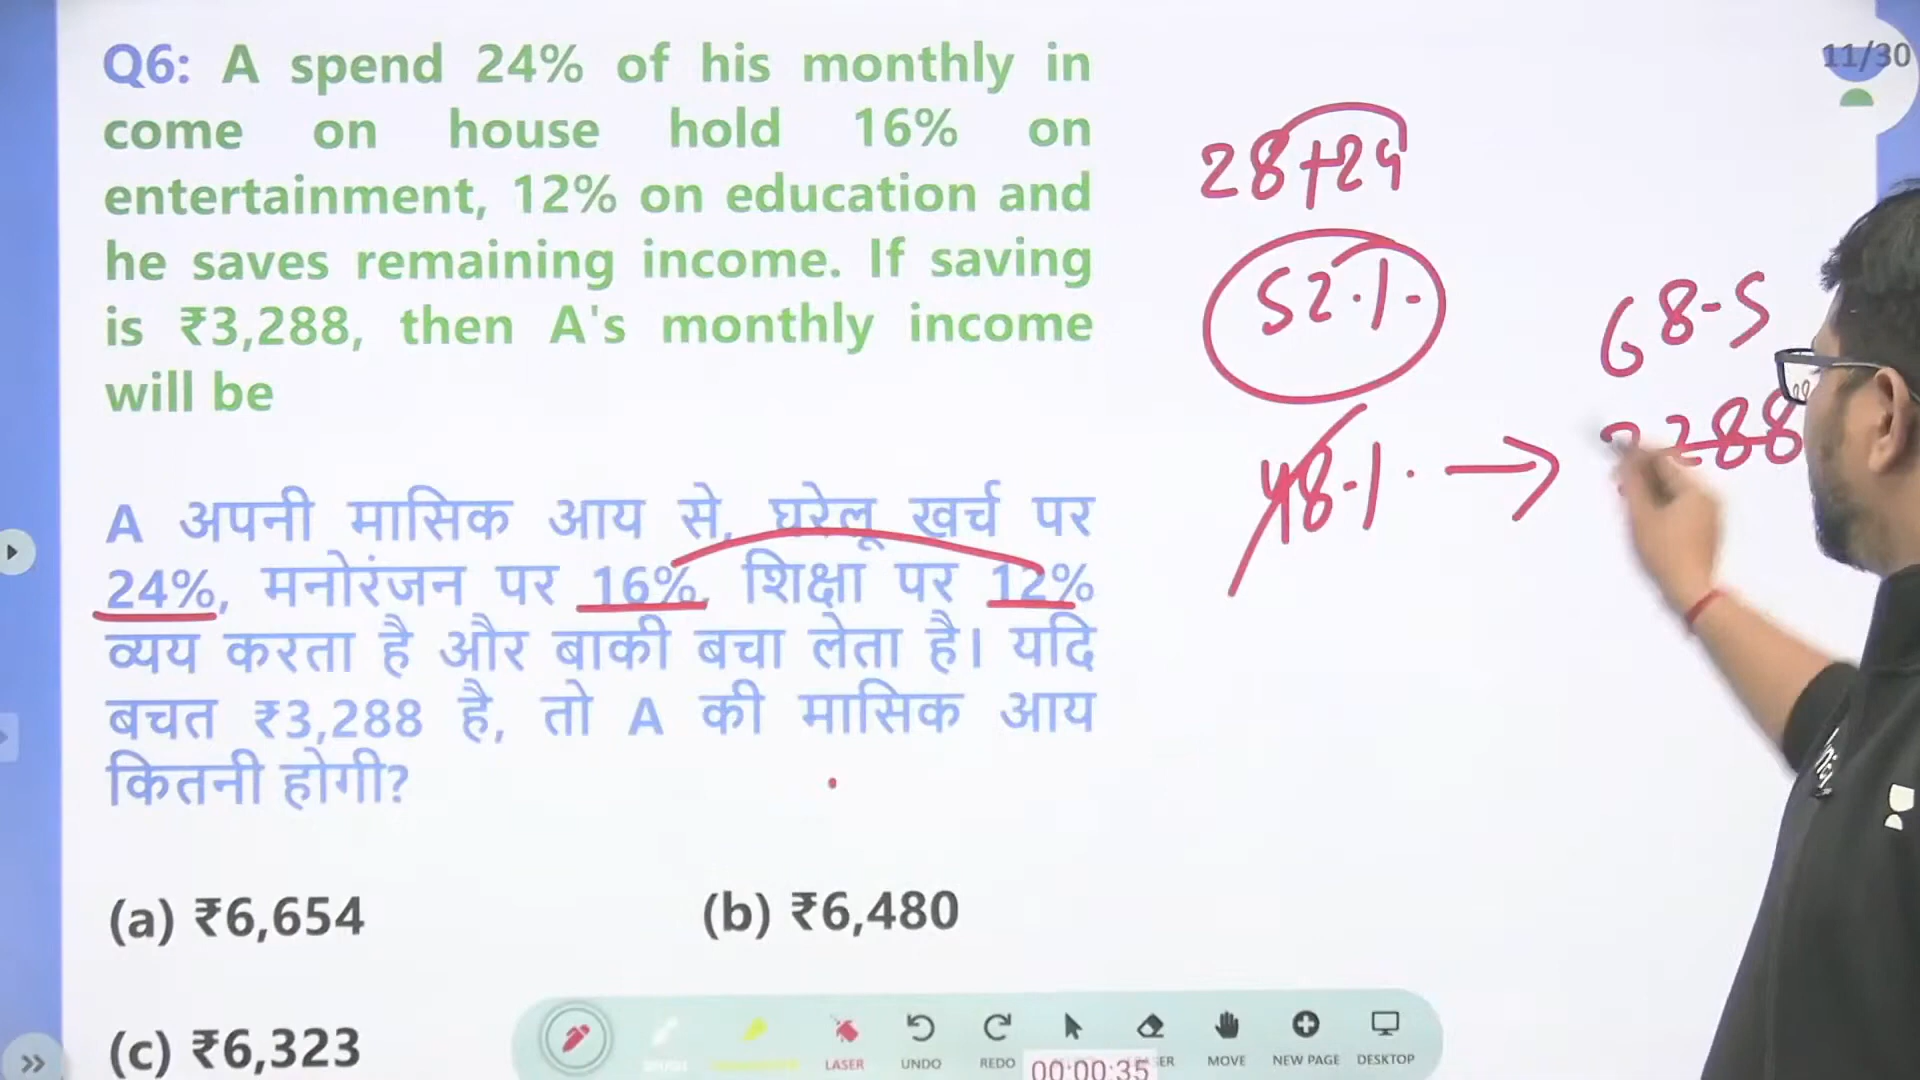 Q6: A spend 24% of his monthly in
come on house hold 16% on
entertainment, 12% on education and
he saves remaining income. If saving
is ₹3,288, then A's monthly income
will be
A अपनी मासिक आय से, घरेलू खर्च पर
24%, मनोरंजन पर 16%, शिक्षा पर 12%
व्यय करता है और बाकी बचा लेता है। यदि
बचत ₹3,288 है, तो A की मासिक आय
कितनी होगी?
(a) ₹6,654
(b) ₹6,480
(c) ₹6,323
11/30
28+24
52%
48%
68.5
3288
LASER
UNDO
REDO
MOVE
NEW PAGE
DESKTOP
00:00:35